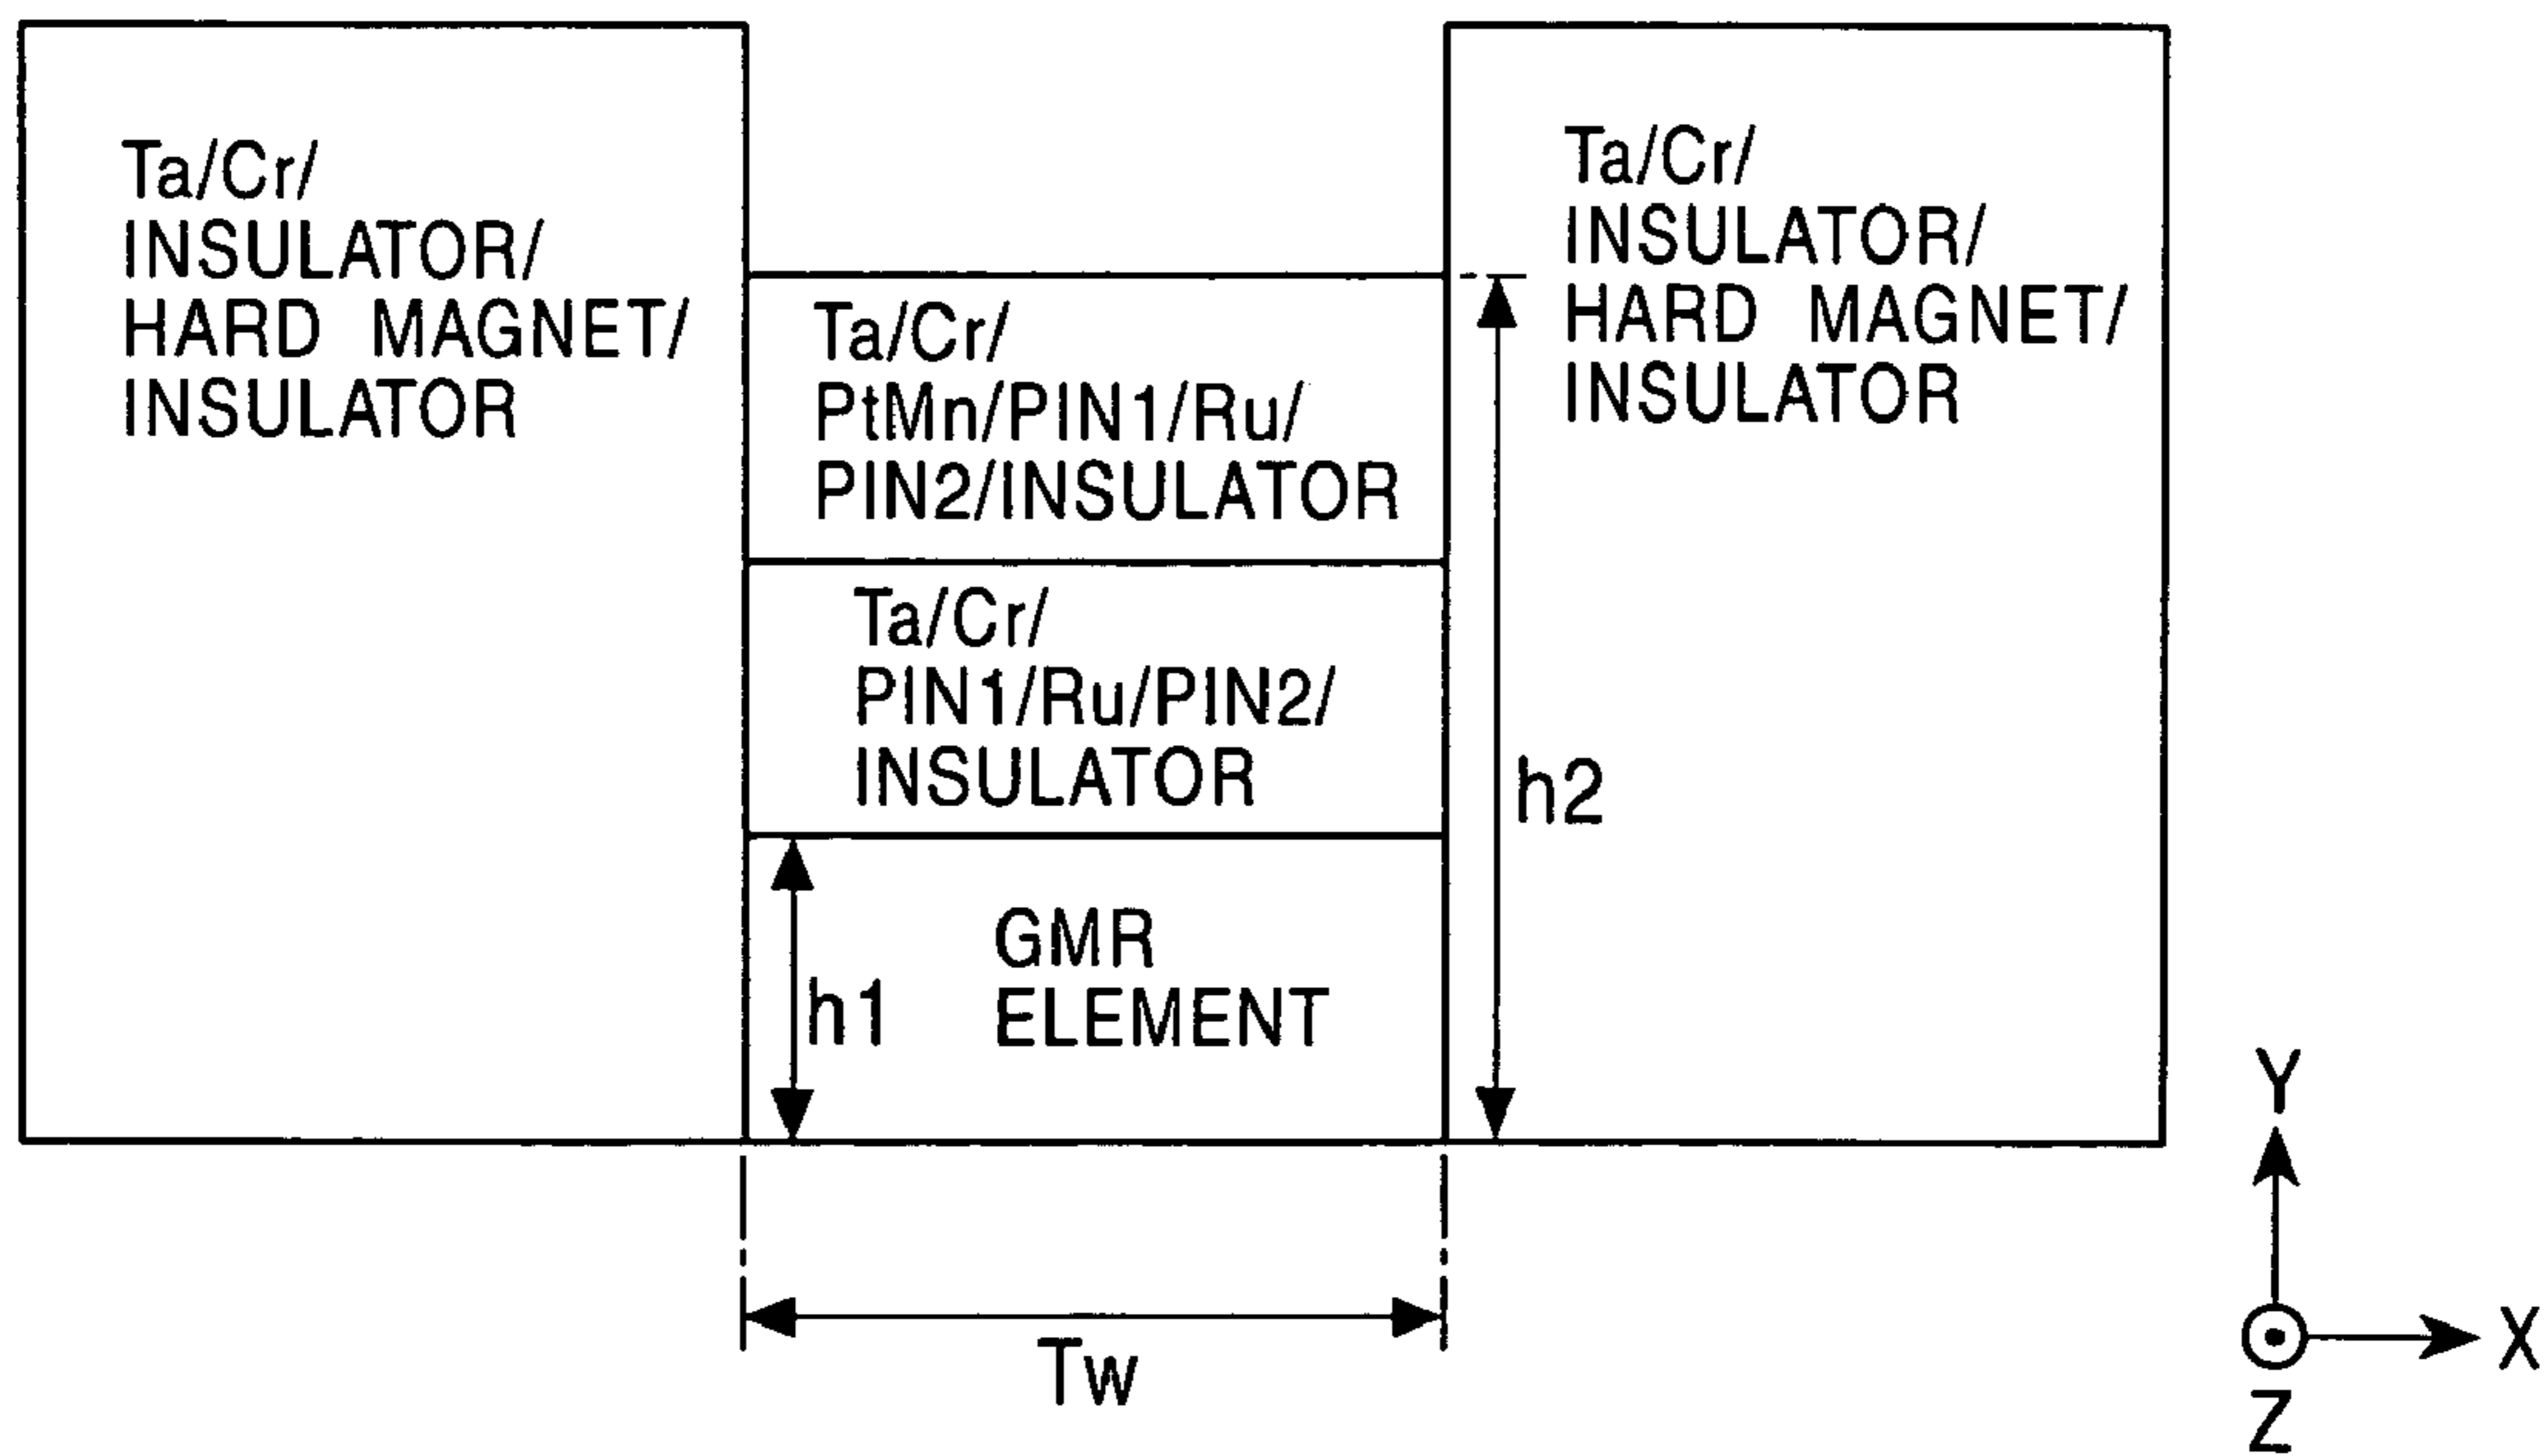 Ta/Cr/
INSULATOR/
HARD MAGNET/
INSULATOR
Ta/Cr/
PtMn/PIN1/Ru/
PIN2/INSULATOR
Ta/Cr/
PIN1/Ru/PIN2/
INSULATOR
GMR
ELEMENT
h1
h2
Ta/Cr/
INSULATOR/
HARD MAGNET/
INSULATOR
Tw
Y
X
Z